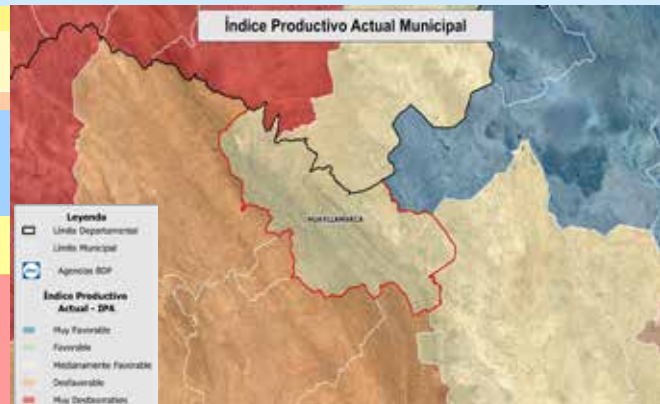 Índice Productivo Actual Municipal
HUAYLLAMARCA
Leyenda
Límite Departamental
Límite Municipal
Agencias BDP
Índice Productivo
Actual - IPA
Muy Favorable
Favorable
Medianamente Favorable
Desfavorable
Muy Desfavorables